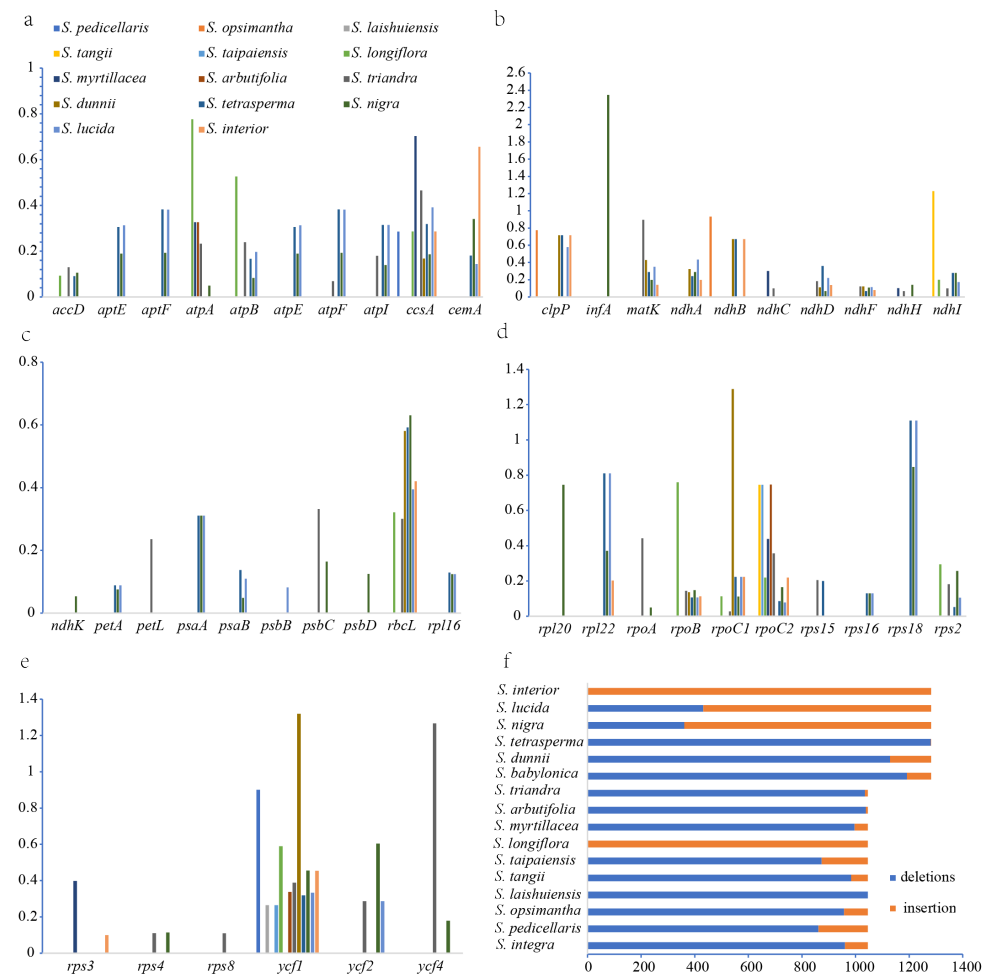 a
S. pedicellaris S. opsimantha S. laishuiensis
S. tangii S. taipaiensis S. longiflora
S. myrtillacea S. arbutifolia S. triandra
S. dunnii S. tetrasperma S. nigra
S. lucida S. interior
1
0.8
0.6
0.4
0.2
0
accD aptE aptF atpA atpB atpE atpF atpI ccsA cemA
b
2.6
2.4
2.2
2
1.8
1.6
1.4
1.2
1
0.8
0.6
0.4
0.2
0
clpP infA matK ndhA ndhB ndhC ndhD ndhF ndhH ndhI
c
0.8
0.6
0.4
0.2
0
ndhK petA petL psaA psaB psbB psbC psbD rbcL rpl16
d
1.4
1.2
1
0.8
0.6
0.4
0.2
0
rpl20 rpl22 rpoA rpoB rpoC1 rpoC2 rps15 rps16 rps18 rps2
e
1.4
1.2
1
0.8
0.6
0.4
0.2
0
rps3 rps4 rps8 ycf1 ycf2 ycf4
f
S. interior
S. lucida
S. nigra
S. tetrasperma
S. dunnii
S. babylonica
S. triandra
S. arbutifolia
S. myrtillacea
S. longiflora
S. taipaiensis
S. tangii
S. laishuiensis
S. opsimantha
S. pedicellaris
S. integra
deletions
insertion
0 200 400 600 800 1000 1200 1400